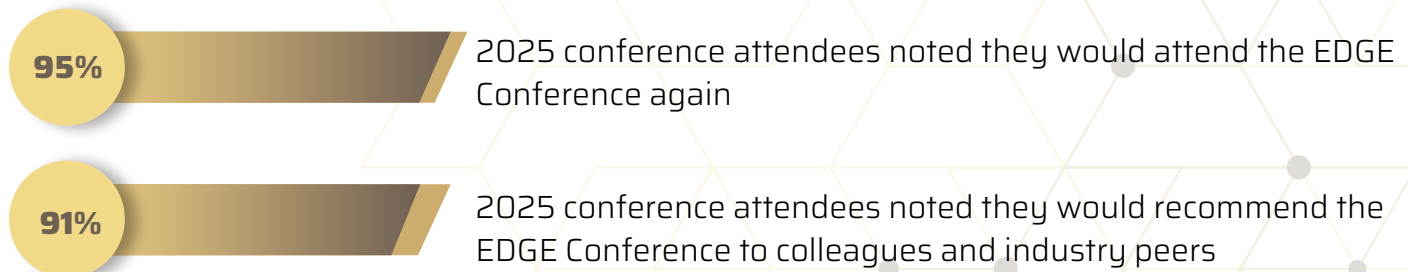 95%
2025 conference attendees noted they would attend the EDGE
Conference again
91%
2025 conference attendees noted they would recommend the
EDGE Conference to colleagues and industry peers